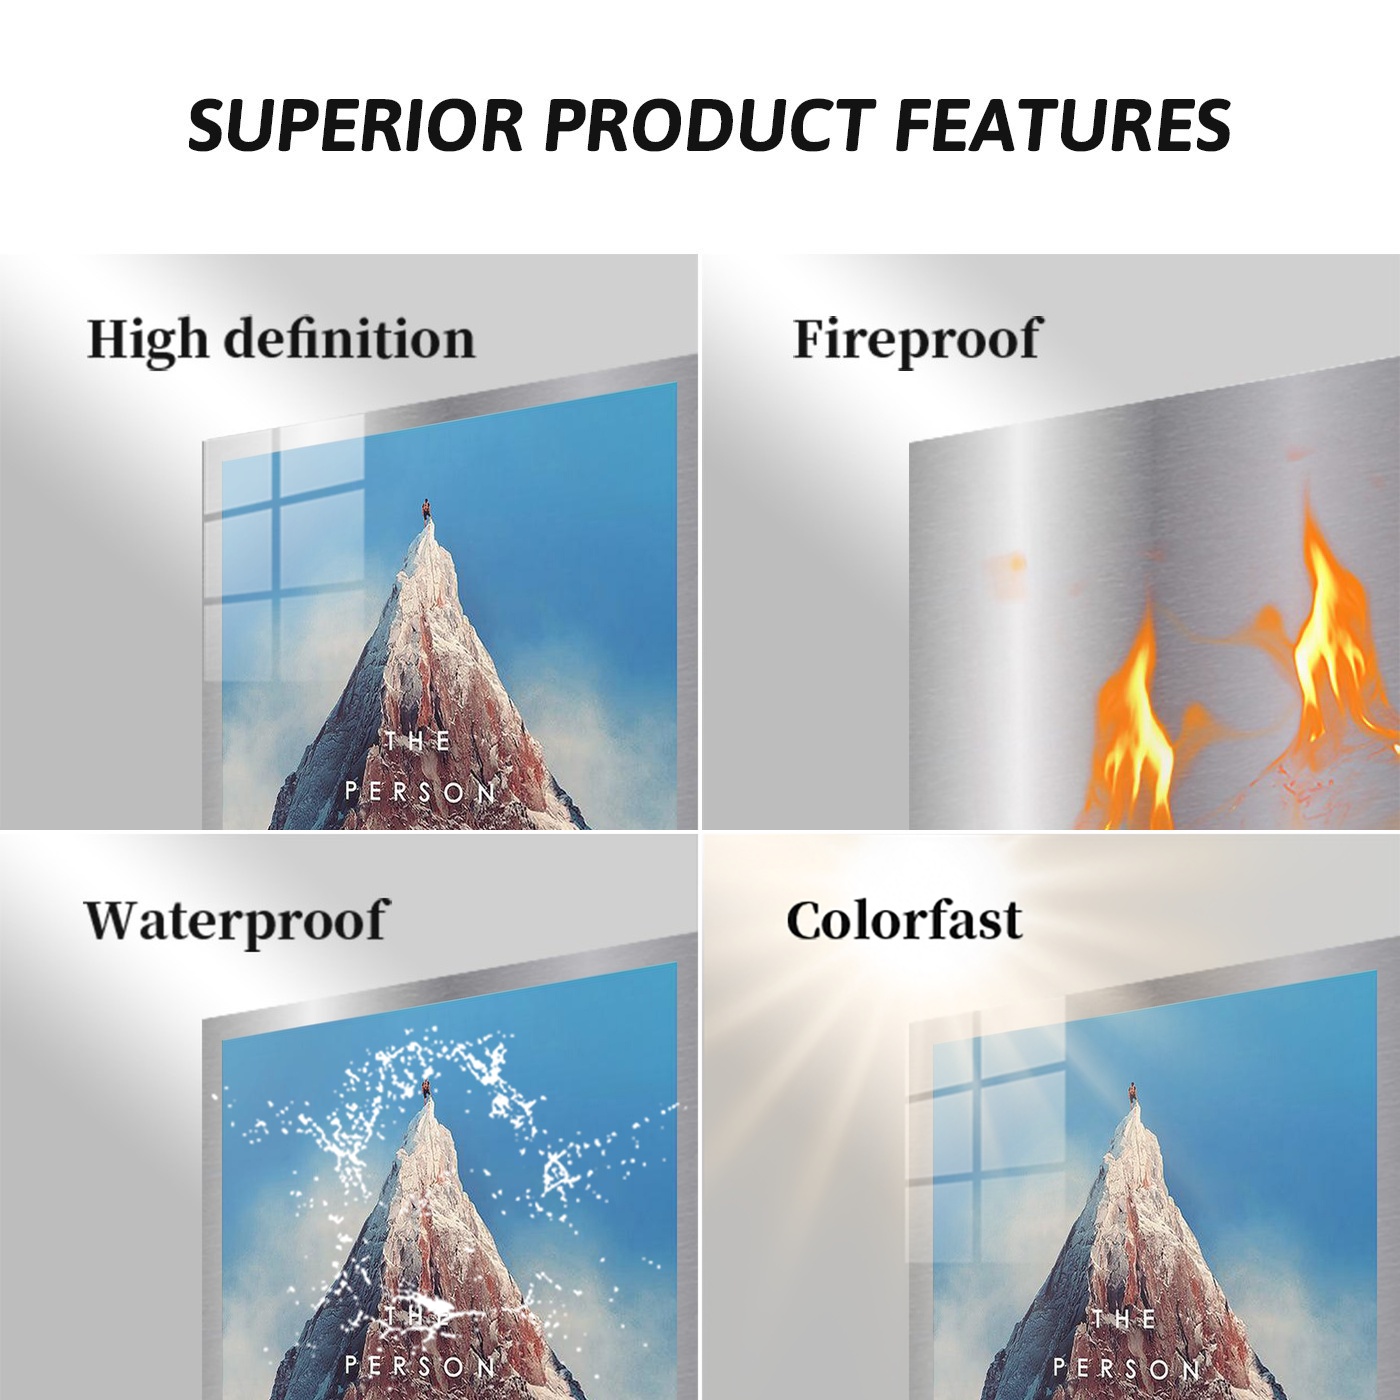 SUPERIOR PRODUCT FEATURES
High definition
Fireproof
THE
PERSON
Waterproof
Colorfast
THE
PERSON
THE
PERSON